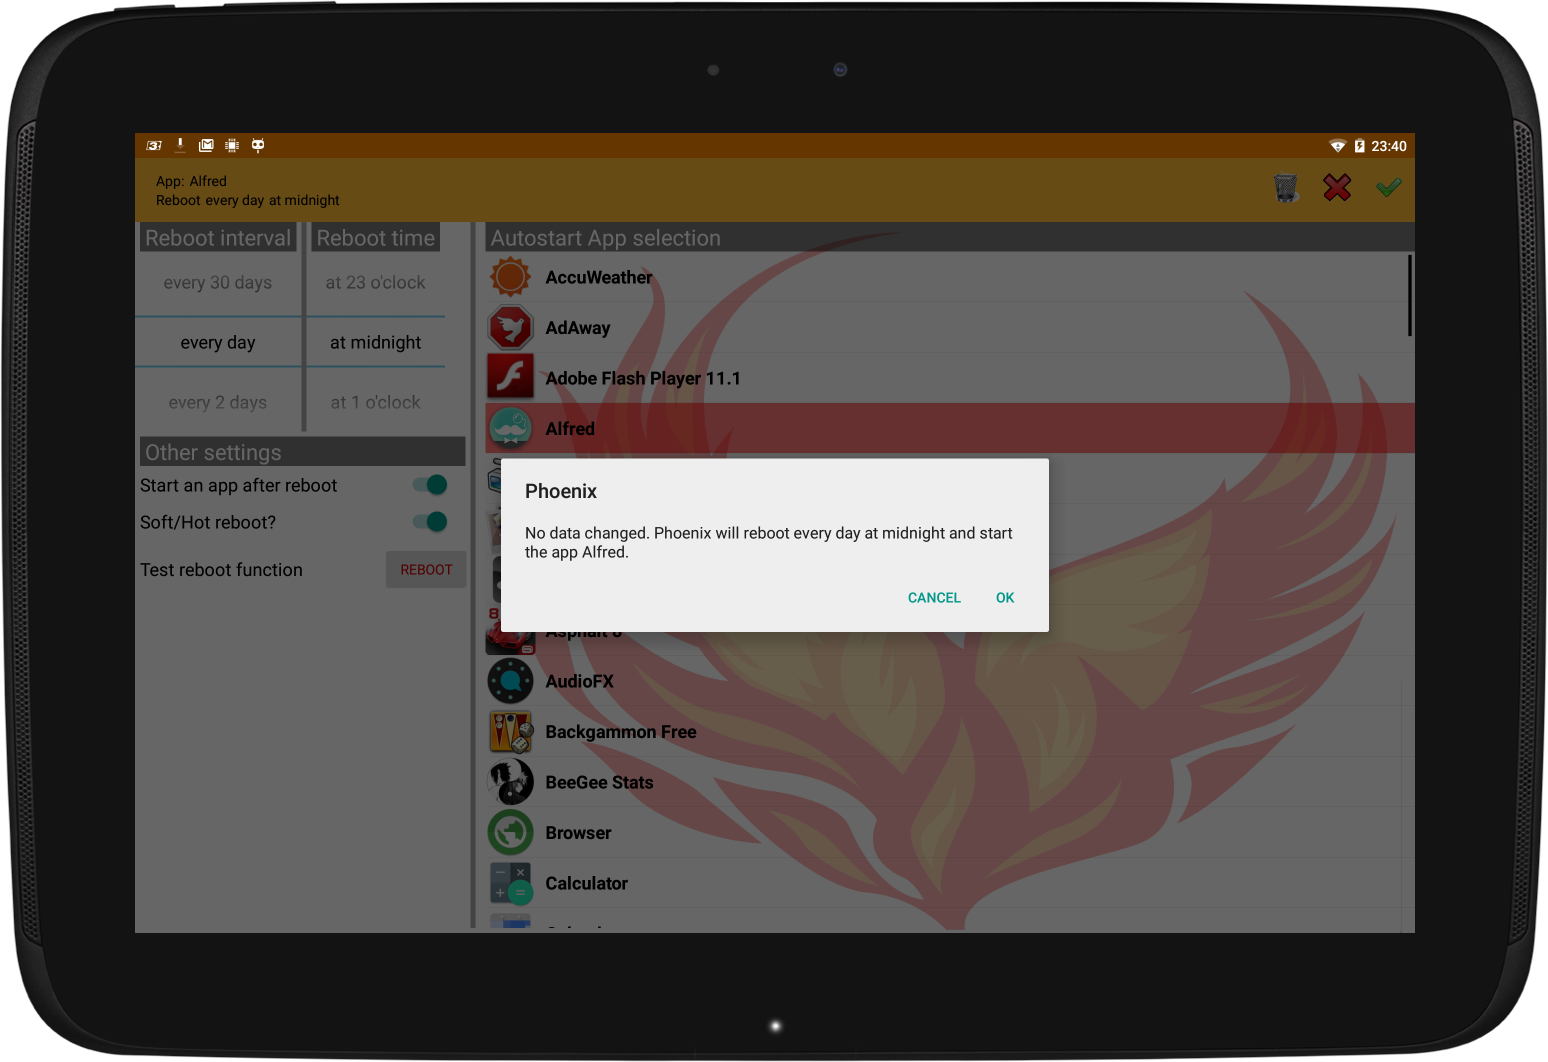 23:40
App: Alfred
Reboot every day at midnight
Reboot interval
Reboot time
every 30 days
at 23 o'clock
every day
at midnight
every 2 days
at 1 o'clock
Other settings
Start an app after reboot
Soft/Hot reboot?
Test reboot function
REBOOT
Autostart App selection
AccuWeather
AdAway
Adobe Flash Player 11.1
Alfred
Phoenix
No data changed. Phoenix will reboot every day at midnight and start
the app Alfred.
CANCEL
OK
Asphalt 8
AudioFX
Backgammon Free
BeeGee Stats
Browser
Calculator